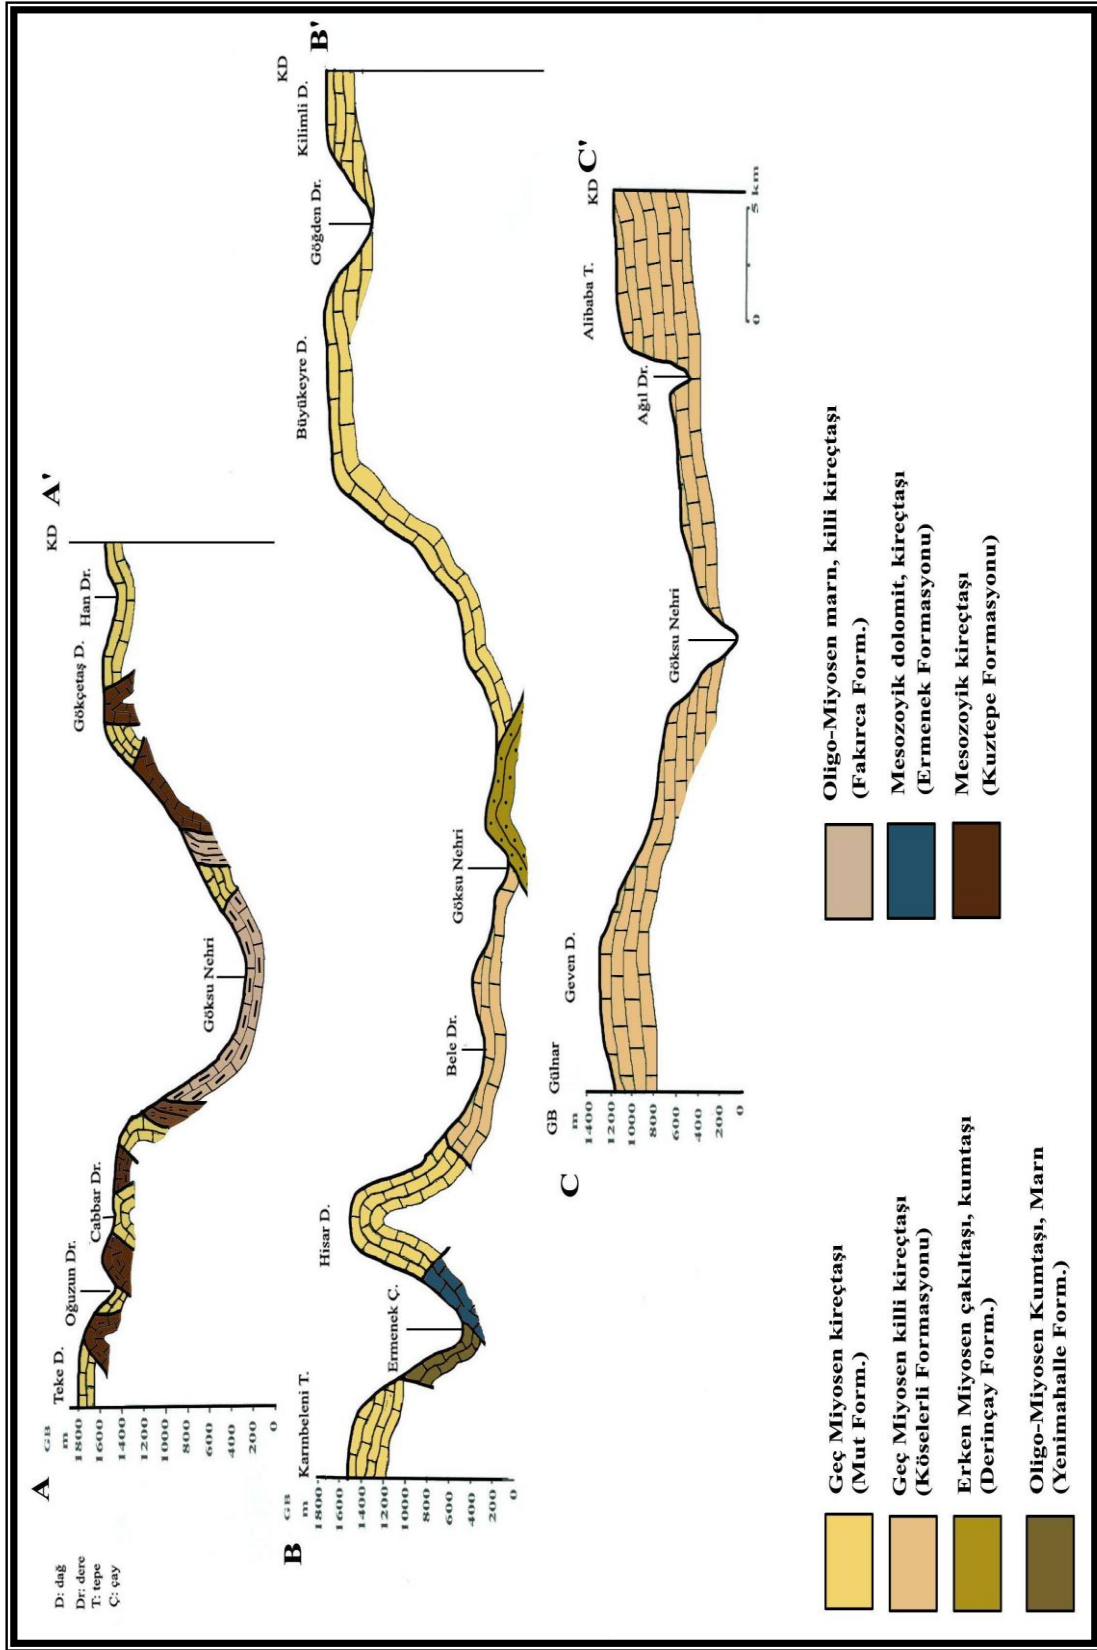 D: dağ
Dr: dere
T: tepe
Ç: çay
A
GB
m
1800
1600
1400
1200
1000
800
600
400
200
0
Teke D.
Oğuzun Dr.
Cabbar Dr.
Göksu Nehri
Gökçetaş D.
Han Dr.
KD
A'
B
GB
m
1800
1600
1400
1200
1000
800
600
400
200
0
Karınbeleni T.
Ermenek Ç.
Hisar D.
Bele Dr.
Göksu Nehri
Büyükeyre D.
Göğden Dr.
Kilimli D.
KD
B'
C
GB
m
1400
1200
1000
800
600
400
200
0
Gülnar
Geven D.
Göksu Nehri
Ağıl Dr.
Alibaba T.
KD
C'
0
5 km
Geç Miyosen kireçtaşı
(Mut Form.)
Geç Miyosen killi kireçtaşı
(Köselerli Formasyonu)
Erken Miyosen çakıltaşı, kumtaşı
(Derinçay Form.)
Oligo-Miyosen Kumtaşı, Marn
(Yenimahalle Form.)
Oligo-Miyosen marn, killi kireçtaşı
(Fakırca Form.)
Mesozoyik dolomit, kireçtaşı
(Ermenek Formasyonu)
Mesozoyik kireçtaşı
(Kuztepe Formasyonu)